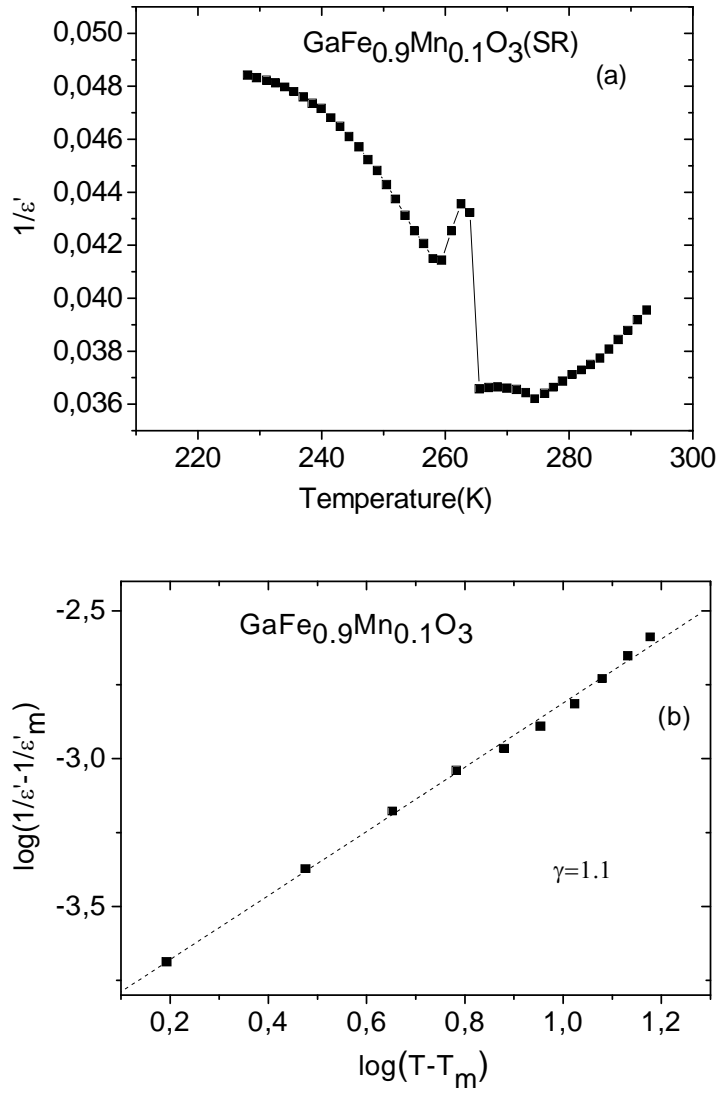 GaFe0.9Mn0.1O3(SR)
(a)
0,050
0,048
0,046
0,044
0,042
0,040
0,038
0,036
1/ε'
220 240 260 280 300
Temperature(K)
GaFe0.9Mn0.1O3
(b)
-2,5
-3,0
-3,5
log(1/ε'-1/ε'm)
γ=1.1
0,2 0,4 0,6 0,8 1,0 1,2
log(T-Tm)